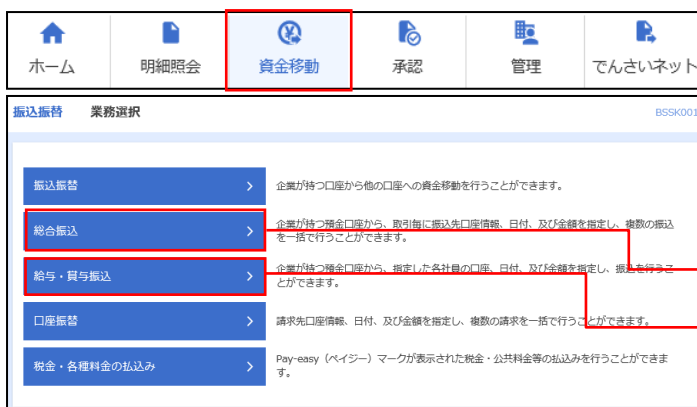 ホーム
明細照会
資金移動
承認
管理
でんさいネット
振込振替 業務選択
BSSK001
振込振替
企業が持つ口座から他の口座への資金移動を行うことができます。
総合振込
企業が持つ預金口座から、取引毎に振込先口座情報、日付、及び金額を指定し、複数の振込
を一括で行うことができます。
給与・賞与振込
企業が持つ預金口座から、指定した各社員の口座、日付、及び金額を指定し、振込を行うこ
とができます。
口座振替
請求先口座情報、日付、及び金額を指定し、複数の請求を一括で行うことができます。
税金・各種料金の払込み
Pay-easy（ペイジー）マークが表示された税金・公共料金等の払込みを行うことができま
す。